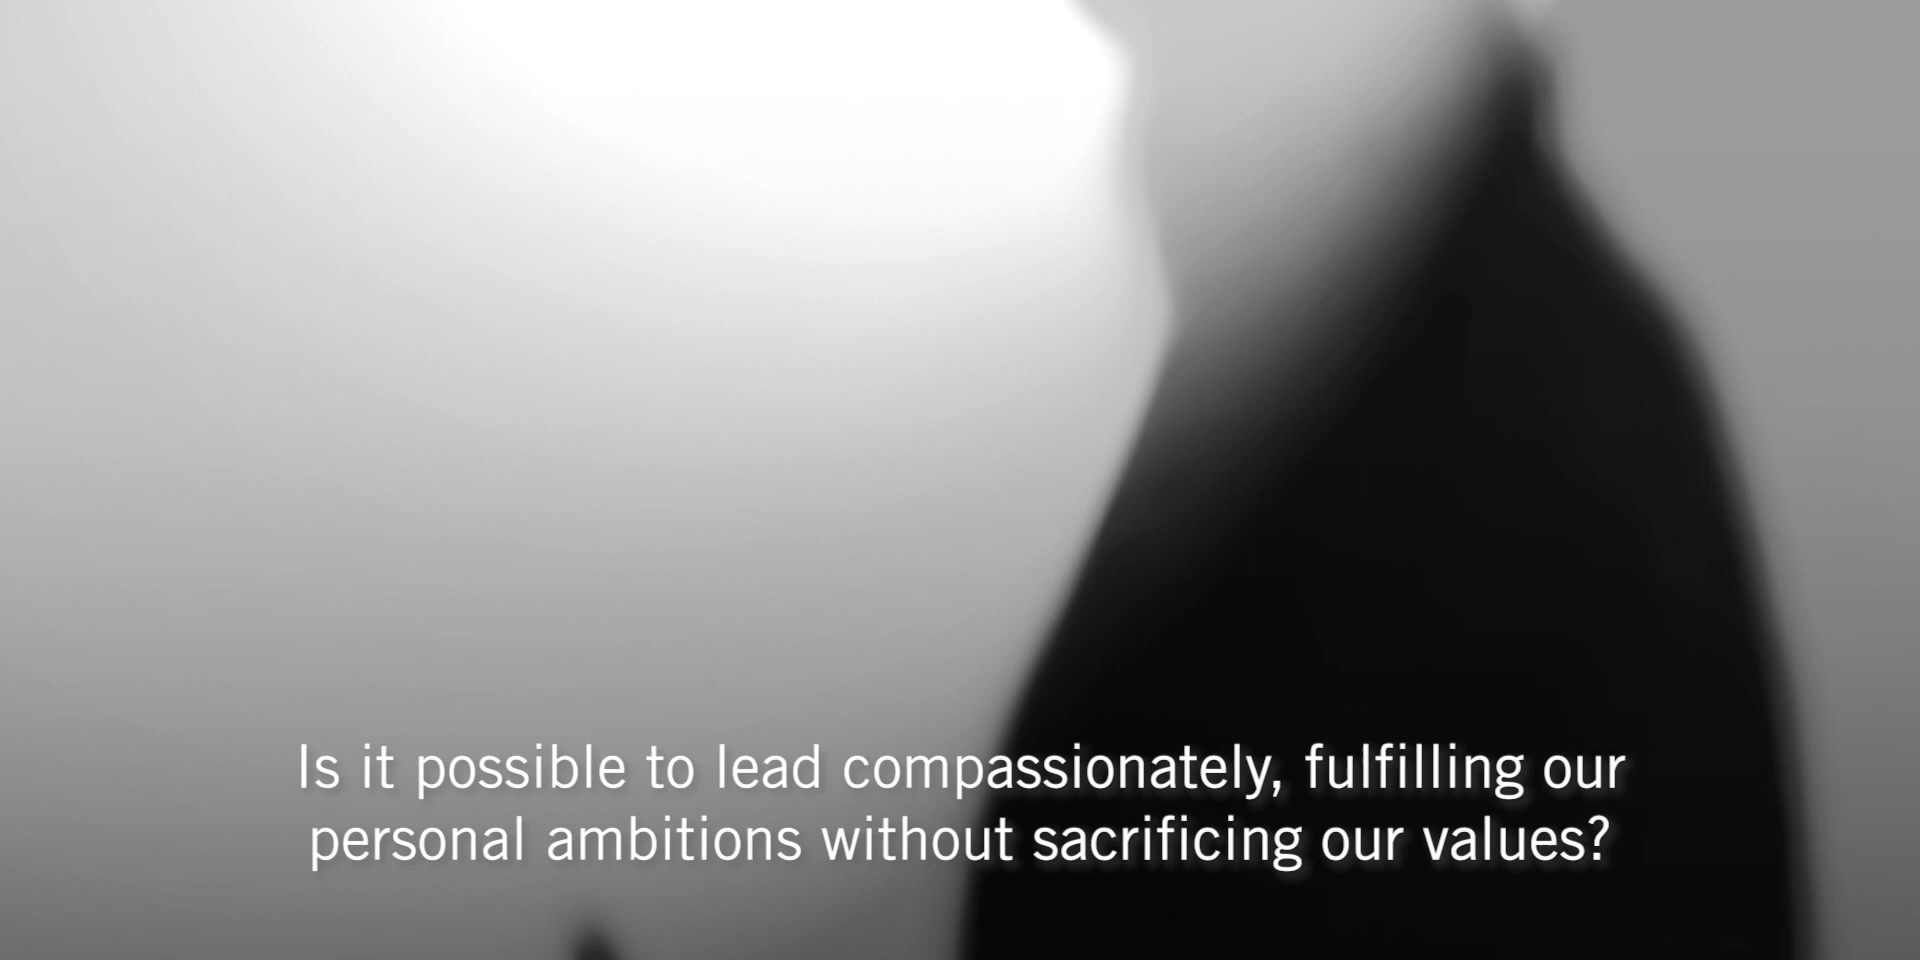 Is it possible to lead compassionately, fulfilling our
personal ambitions without sacrificing our values?